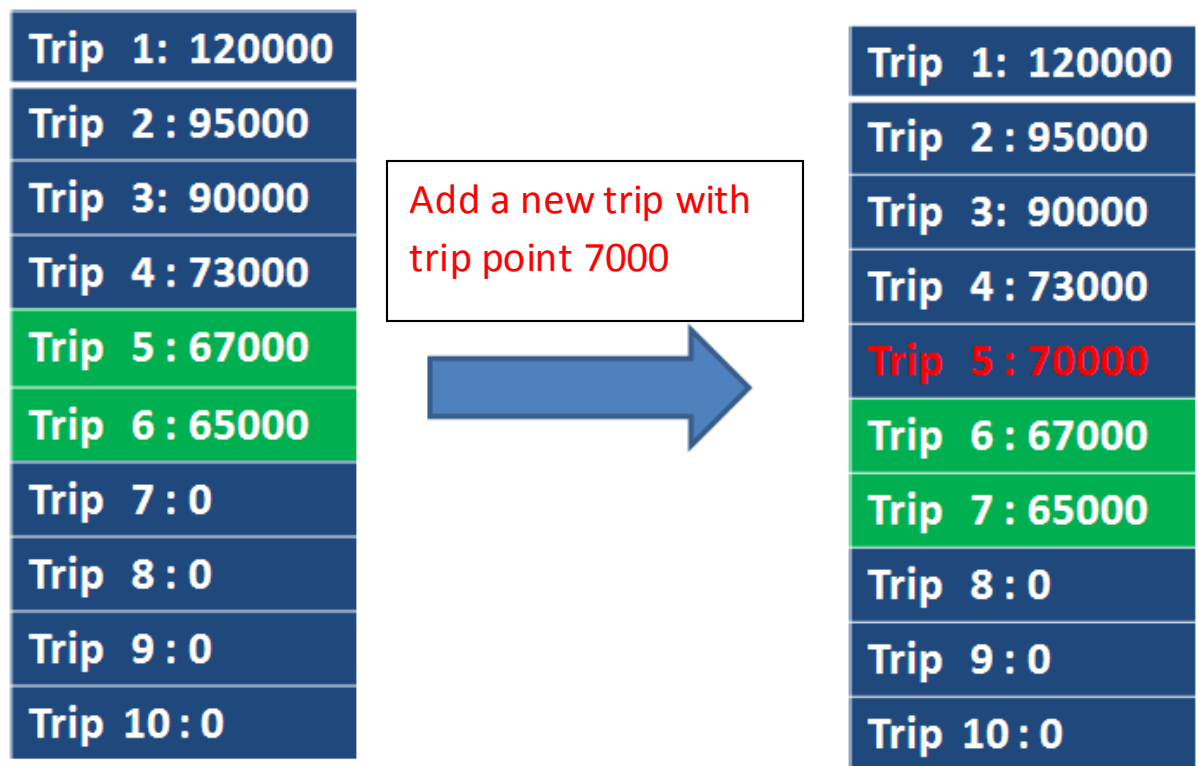 Trip 1: 120000
Trip 2 : 95000
Trip 3: 90000
Trip 4 : 73000
Trip 5 : 67000
Trip 6 : 65000
Trip 7 : 0
Trip 8 : 0
Trip 9 : 0
Trip 10 : 0
Add a new trip with
trip point 7000
Trip 1: 120000
Trip 2 : 95000
Trip 3: 90000
Trip 4 : 73000
Trip 5 : 70000
Trip 6 : 67000
Trip 7 : 65000
Trip 8 : 0
Trip 9 : 0
Trip 10 : 0